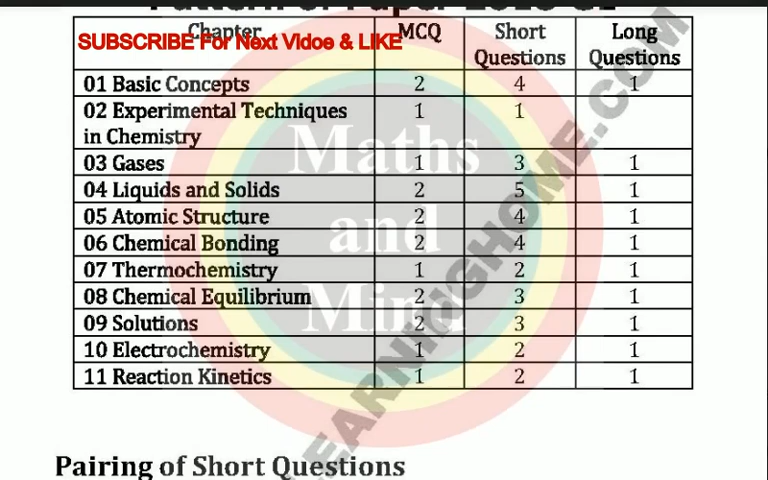 Chapter MCQ Short Long
SUBSCRIBE For Next Vidoe & LIKE
Questions Questions
01 Basic Concepts 2 4 1
02 Experimental Techniques 1 1
in Chemistry
03 Gases 1 3 1
04 Liquids and Solids 2 5 1
05 Atomic Structure 2 4 1
06 Chemical Bonding 2 4 1
07 Thermochemistry 1 2 1
08 Chemical Equilibrium 2 3 1
09 Solutions 2 3 1
10 Electrochemistry 1 2 1
11 Reaction Kinetics 1 2 1
Maths
and
Mind
LEARNINGHOME.COM
Pairing of Short Questions